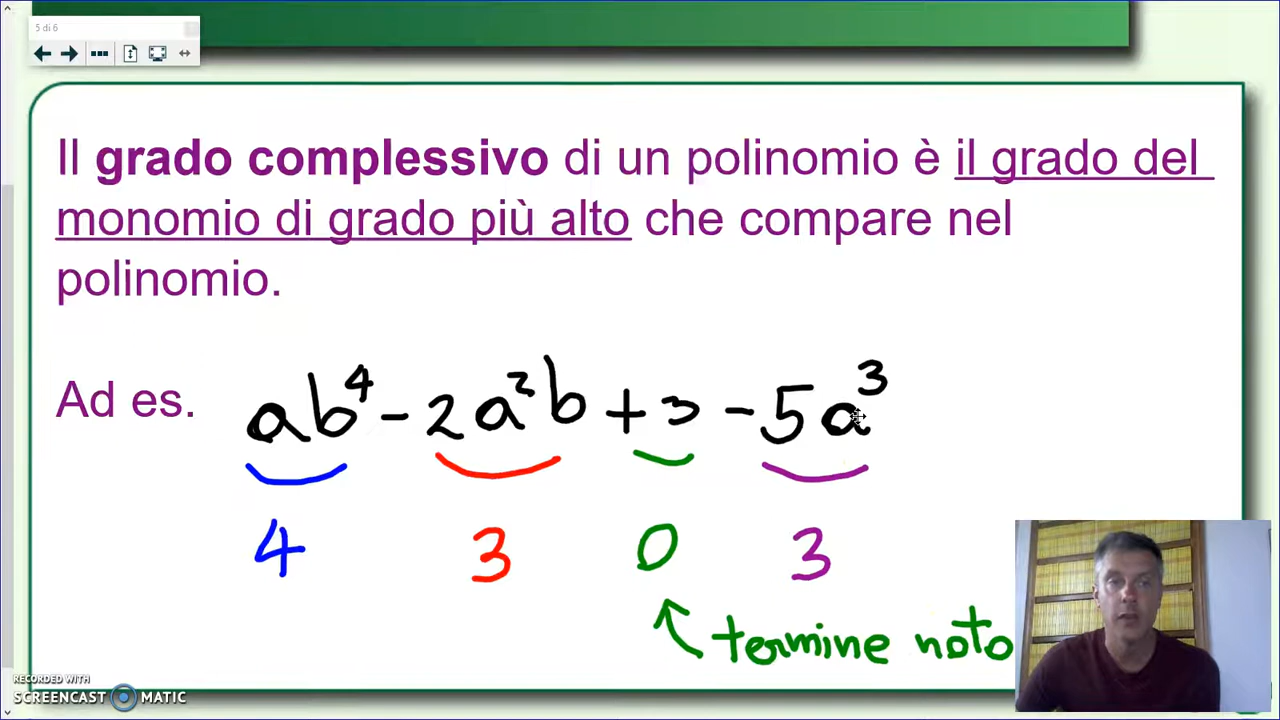 5 di 6
Il grado complessivo di un polinomio è il grado del
monomio di grado più alto che compare nel
polinomio.
Ad es. ab⁴ - 2a²b + 3 - 5a³
4 3 0 3
termine noto
RECORDED WITH
SCREENCAST MATIC